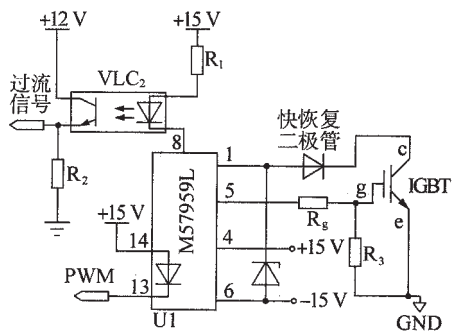 +12 V
+15 V
VLC2
R1
过流
信号
8
快恢复
二极管
1
c
R2
M57959L
5
g
IGBT
Rg
+15 V
14
4
+15 V
R3
e
PWM
13
6
-15 V
U1
GND